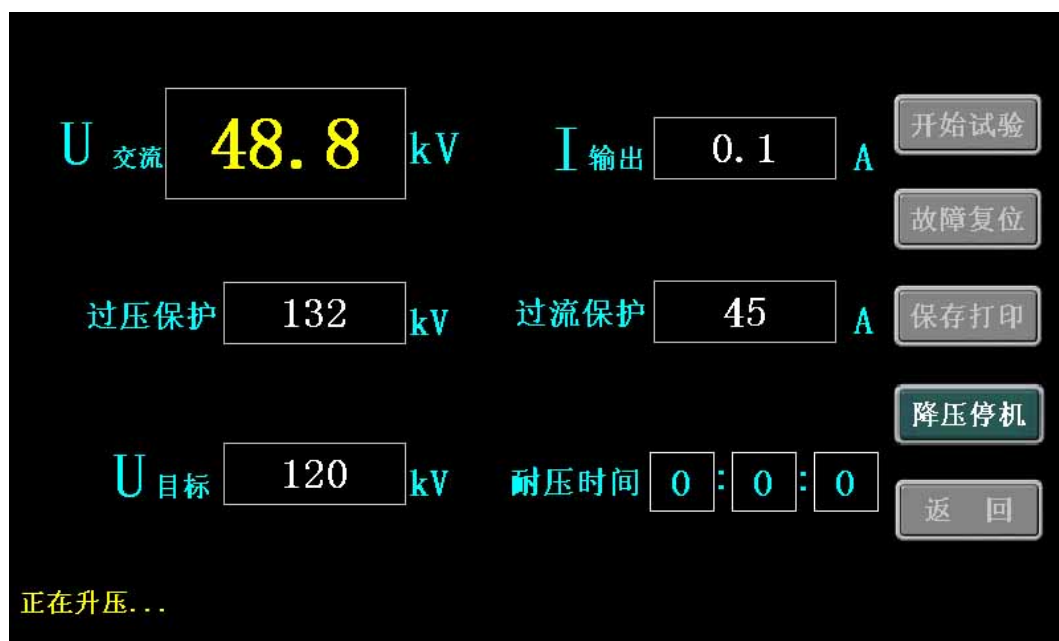 U 交流 48.8 kV I 输出 0.1 A 开始试验
故障复位
过压保护 132 kV 过流保护 45 A 保存打印
降压停机
U 目标 120 kV 耐压时间 0 : 0 : 0
返 回
正在升压...